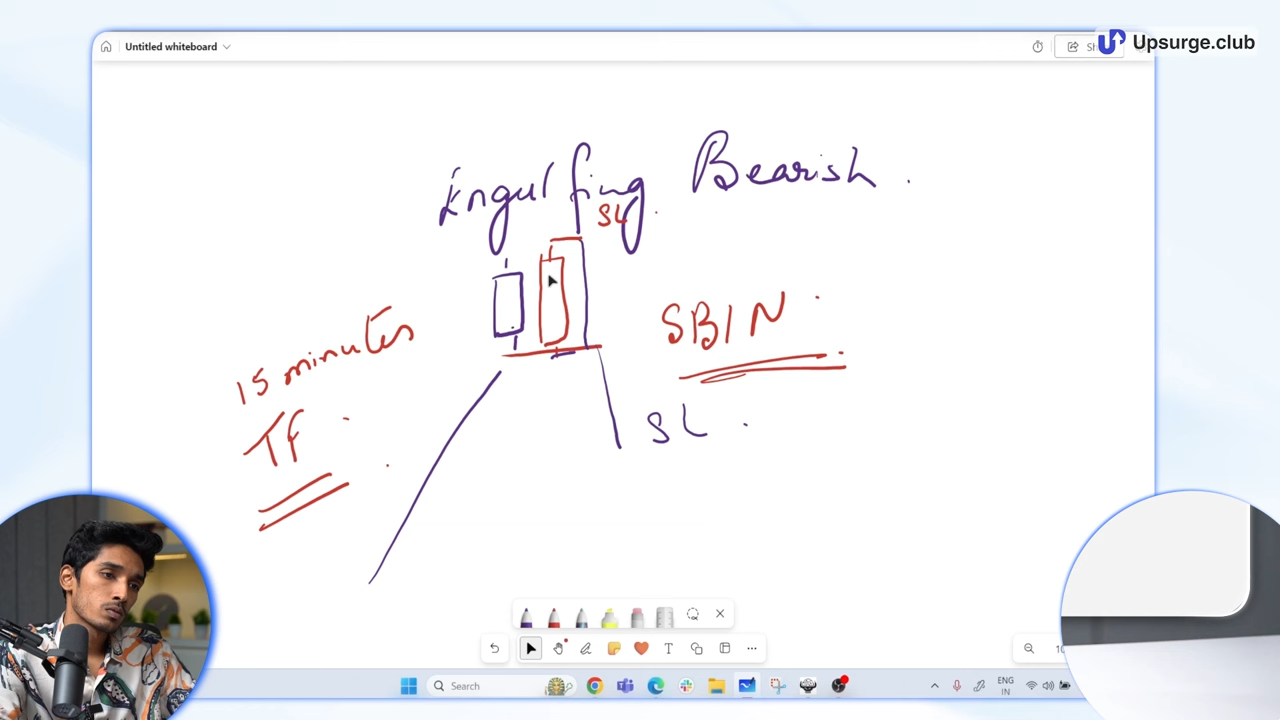 Untitled whiteboard
Upsurge.club
Engulfing Bearish.
SL
15 minutes
TF
SBIN
SL
Search
ENG
IN